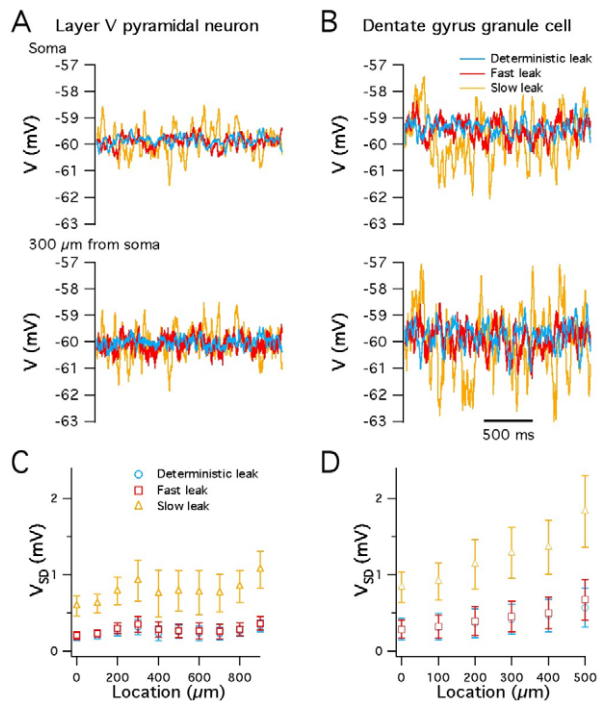 A Layer V pyramidal neuron
Soma
-57
-58
-59
-60
-61
-62
-63
V (mV)
300 µm from soma
-57
-58
-59
-60
-61
-62
-63
V (mV)
B Dentate gyrus granule cell
Deterministic leak
Fast leak
Slow leak
-57
-58
-59
-60
-61
-62
-63
V (mV)
-57
-58
-59
-60
-61
-62
-63
V (mV)
500 ms
C
Deterministic leak
Fast leak
Slow leak
2
1
0
VSD (mV)
0 200 400 600 800
Location (µm)
D
2
1
0
VSD (mV)
0 100 200 300 400 500
Location (µm)